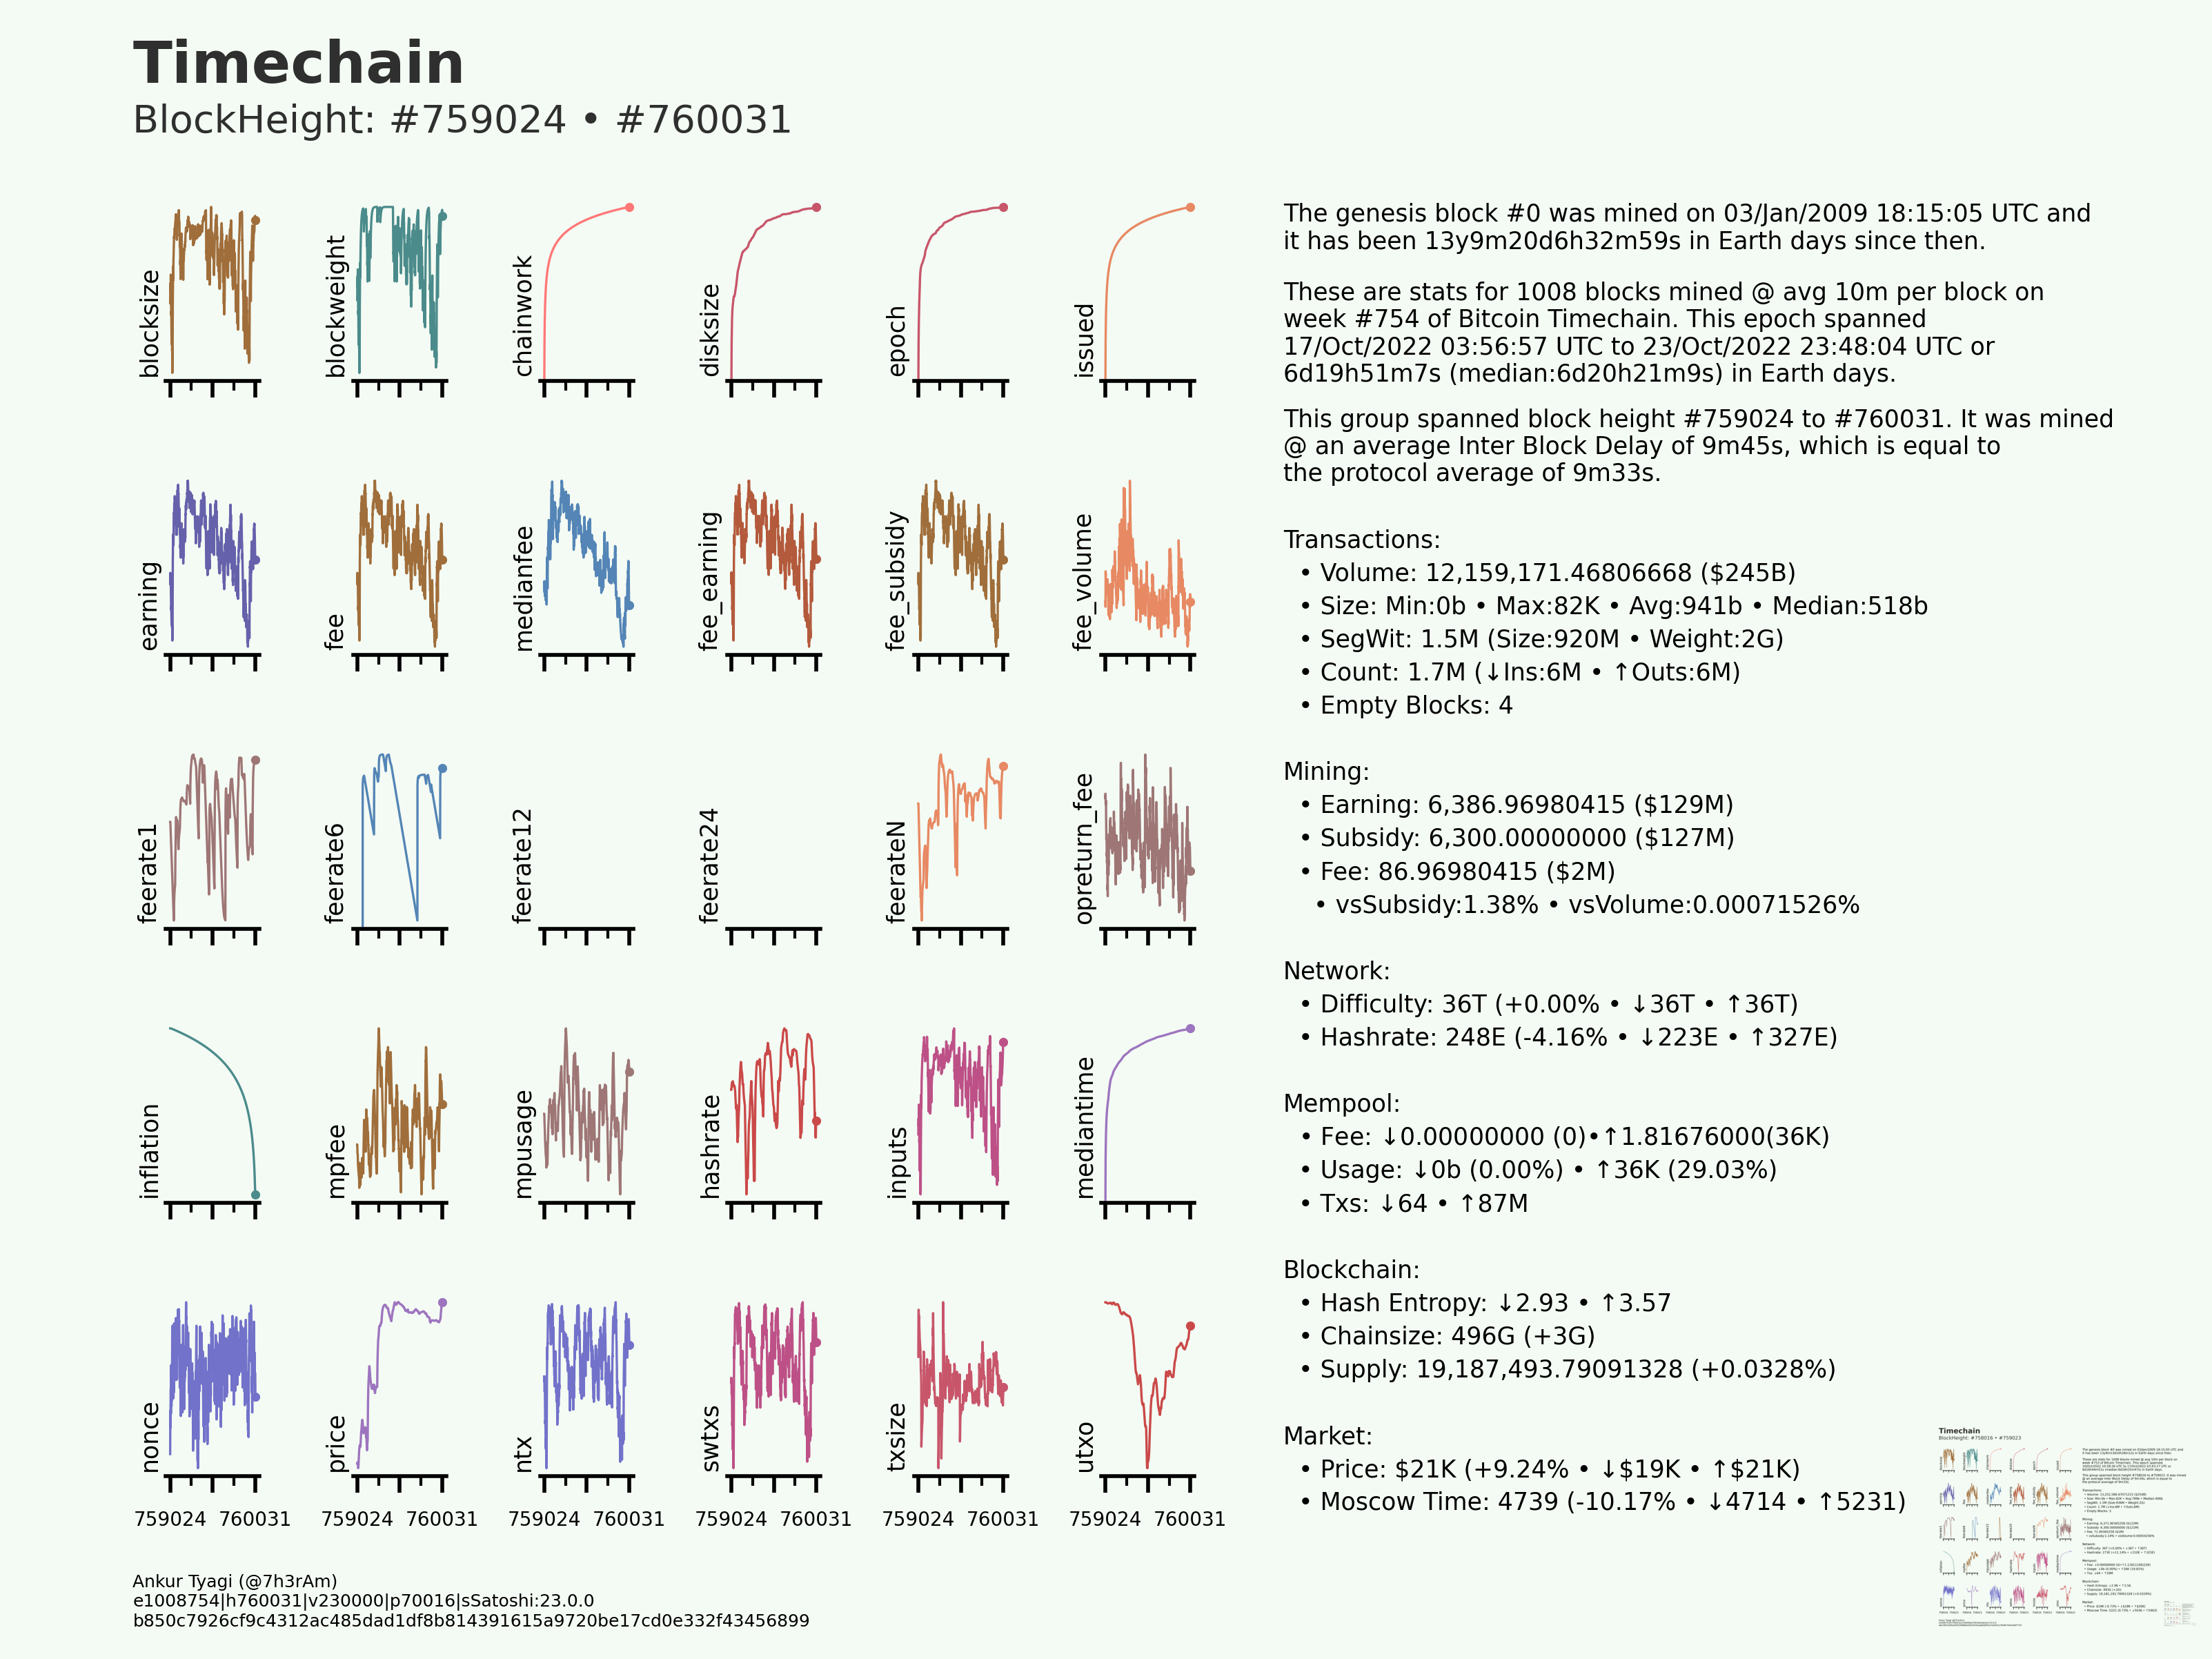 Timechain
BlockHeight: #759024 • #760031
blocksize
blockweight
chainwork
disksize
epoch
issued
earning
fee
medianfee
fee_earning
fee_subsidy
fee_volume
feerate1
feerate6
feerate12
feerate24
feerateN
opreturn_fee
inflation
mpfee
mpusage
hashrate
inputs
mediantime
nonce
price
ntx
swtxs
txsize
utxo
759024 760031 759024 760031 759024 760031 759024 760031 759024 760031 759024 760031
The genesis block #0 was mined on 03/Jan/2009 18:15:05 UTC and
it has been 13y9m20d6h32m59s in Earth days since then.
These are stats for 1008 blocks mined @ avg 10m per block on
week #754 of Bitcoin Timechain. This epoch spanned
17/Oct/2022 03:56:57 UTC to 23/Oct/2022 23:48:04 UTC or
6d19h51m7s (median:6d20h21m9s) in Earth days.
This group spanned block height #759024 to #760031. It was mined
@ an average Inter Block Delay of 9m45s, which is equal to
the protocol average of 9m33s.
Transactions:
• Volume: 12,159,171.46806668 ($245B)
• Size: Min:0b • Max:82K • Avg:941b • Median:518b
• SegWit: 1.5M (Size:920M • Weight:2G)
• Count: 1.7M (↓Ins:6M • ↑Outs:6M)
• Empty Blocks: 4
Mining:
• Earning: 6,386.96980415 ($129M)
• Subsidy: 6,300.00000000 ($127M)
• Fee: 86.96980415 ($2M)
• vsSubsidy:1.38% • vsVolume:0.00071526%
Network:
• Difficulty: 36T (+0.00% • ↓36T • ↑36T)
• Hashrate: 248E (-4.16% • ↓223E • ↑327E)
Mempool:
• Fee: ↓0.00000000 (0)•↑1.81676000(36K)
• Usage: ↓0b (0.00%) • ↑36K (29.03%)
• Txs: ↓64 • ↑87M
Blockchain:
• Hash Entropy: ↓2.93 • ↑3.57
• Chainsize: 496G (+3G)
• Supply: 19,187,493.79091328 (+0.0328%)
Market:
• Price: $21K (+9.24% • ↓$19K • ↑$21K)
• Moscow Time: 4739 (-10.17% • ↓4714 • ↑5231)
Timechain
BlockHeight: #758016 • #759023
Ankur Tyagi (@7h3rAm)
e1008754|h760031|v230000|p70016|sSatoshi:23.0.0
b850c7926cf9c4312ac485dad1df8b814391615a9720be17cd0e332f43456899